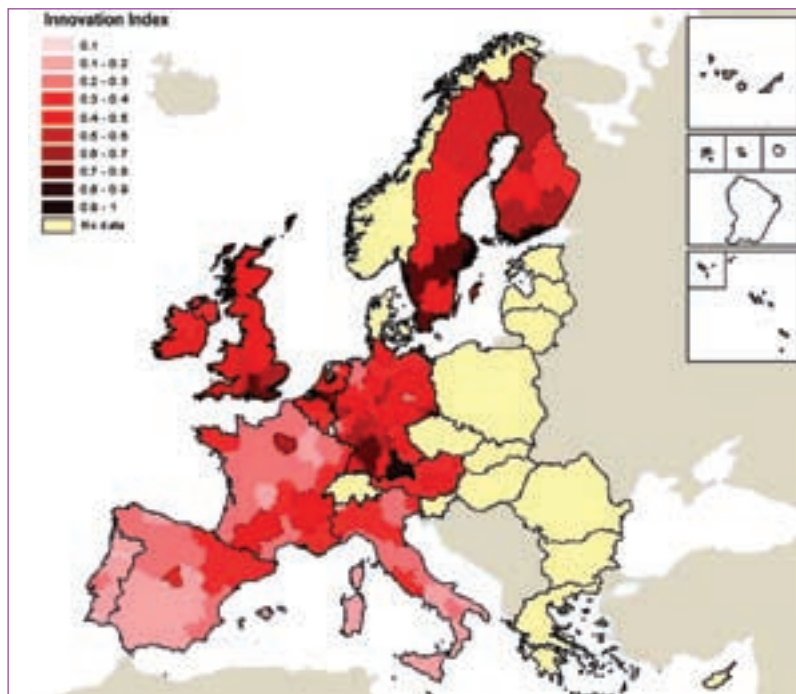 Innovation Index
0.1
0.1 - 0.2
0.2 - 0.3
0.3 - 0.4
0.4 - 0.5
0.5 - 0.6
0.6 - 0.7
0.7 - 0.8
0.8 - 0.9
0.9 - 1
No data